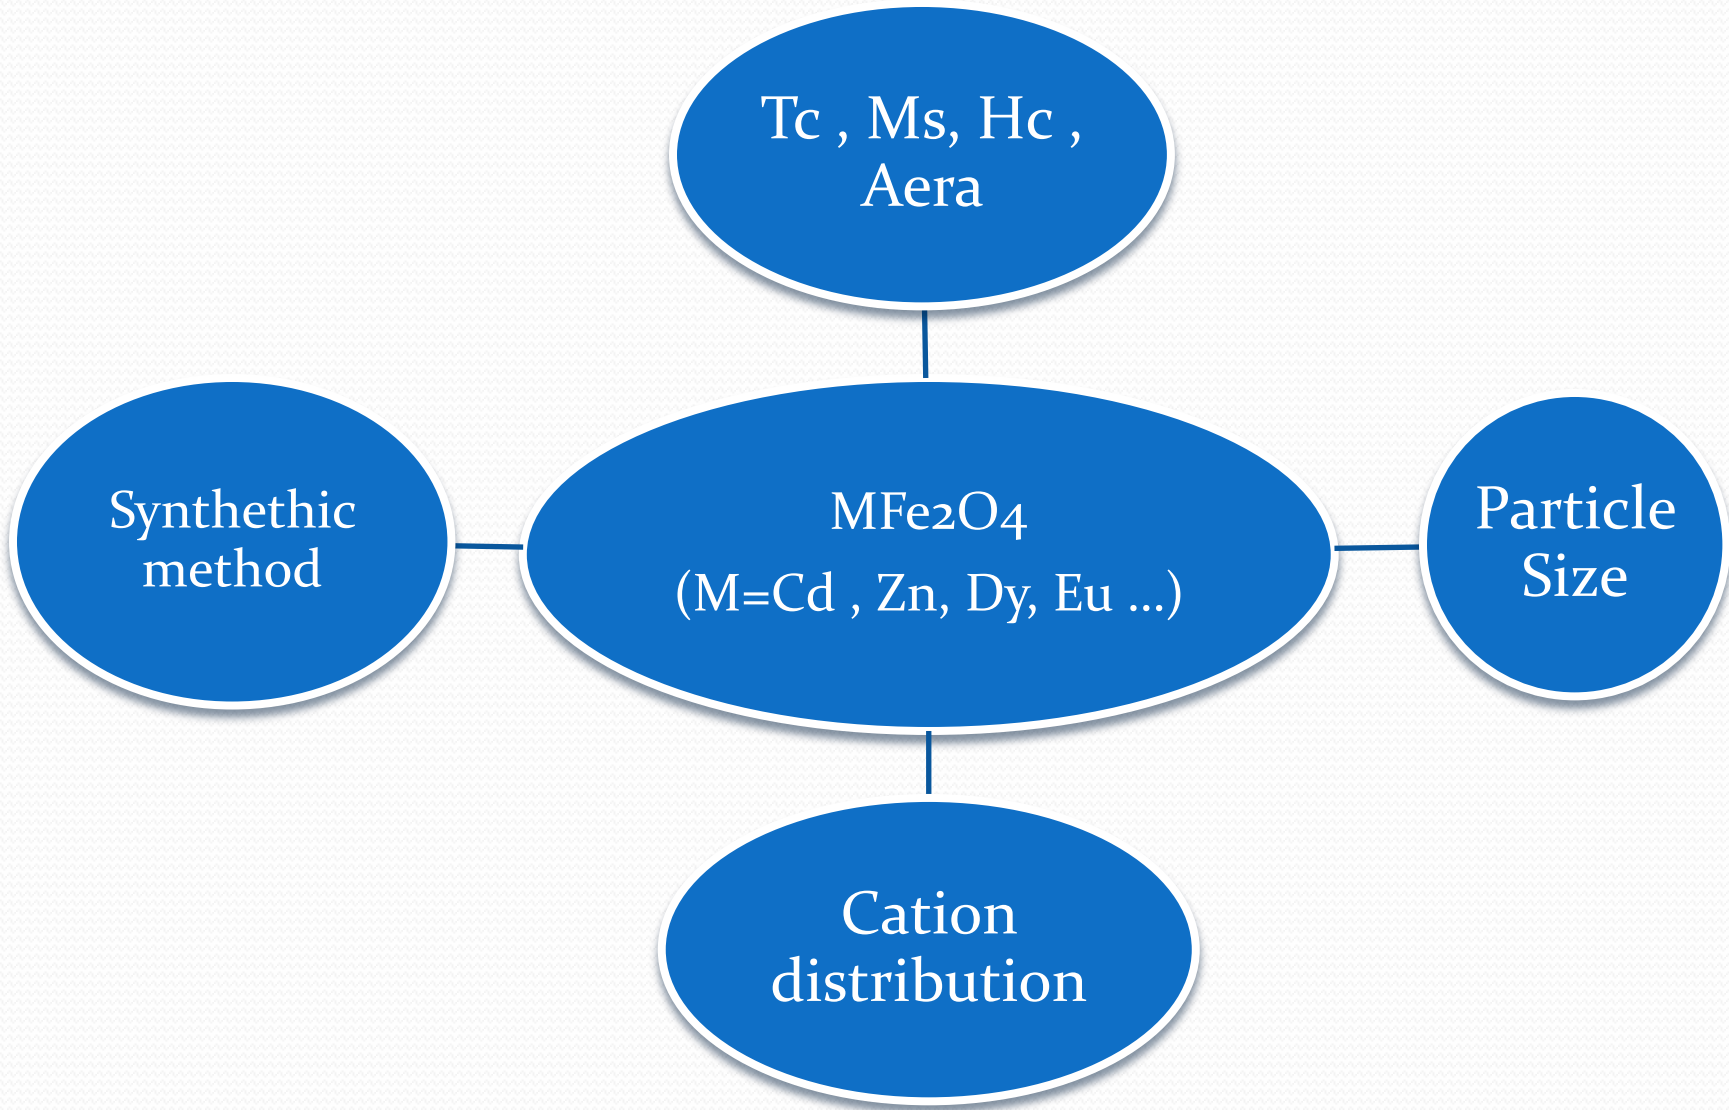 Tc , Ms, Hc ,
Aera
Synthethic
method
MFe2O4
(M=Cd , Zn, Dy, Eu ...)
Particle
Size
Cation
distribution